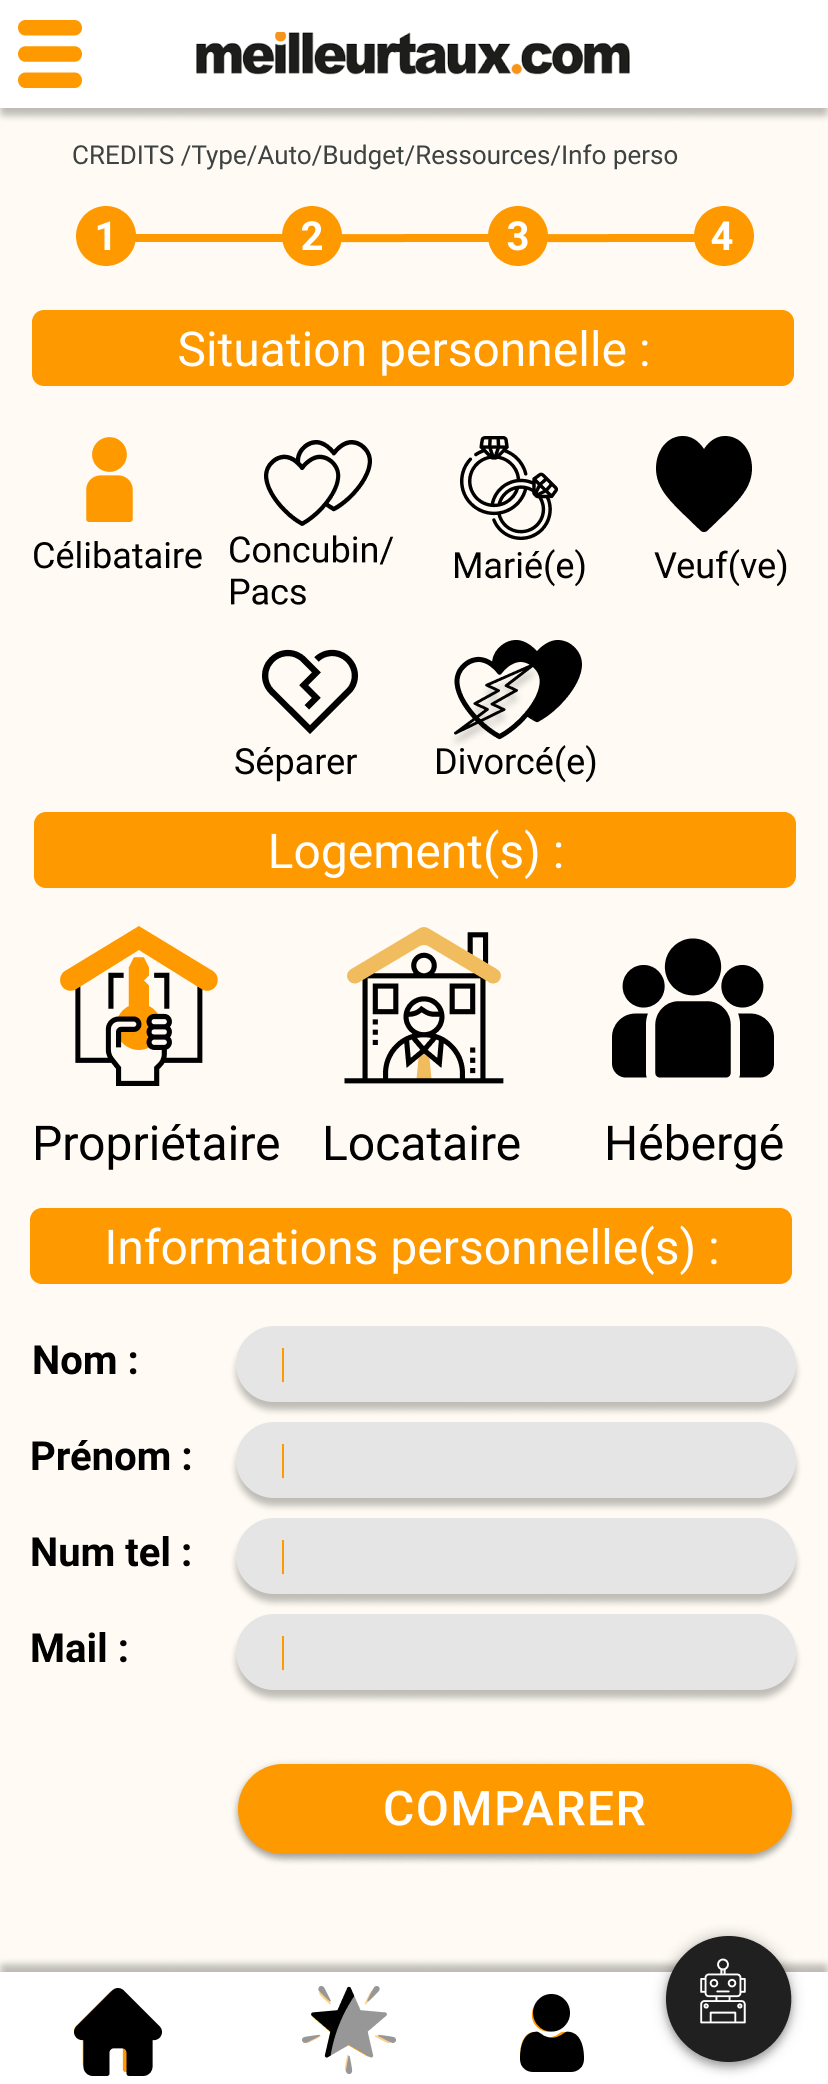 meilleurtaux.com
CREDITS /Type/Auto/Budget/Ressources/Info perso
1 2 3 4
Situation personnelle :
Célibataire
Concubin/
Pacs
Marié(e)
Veuf(ve)
Séparer
Divorcé(e)
Logement(s) :
Propriétaire
Locataire
Hébergé
Informations personnelle(s) :
Nom :
Prénom :
Num tel :
Mail :
COMPARER